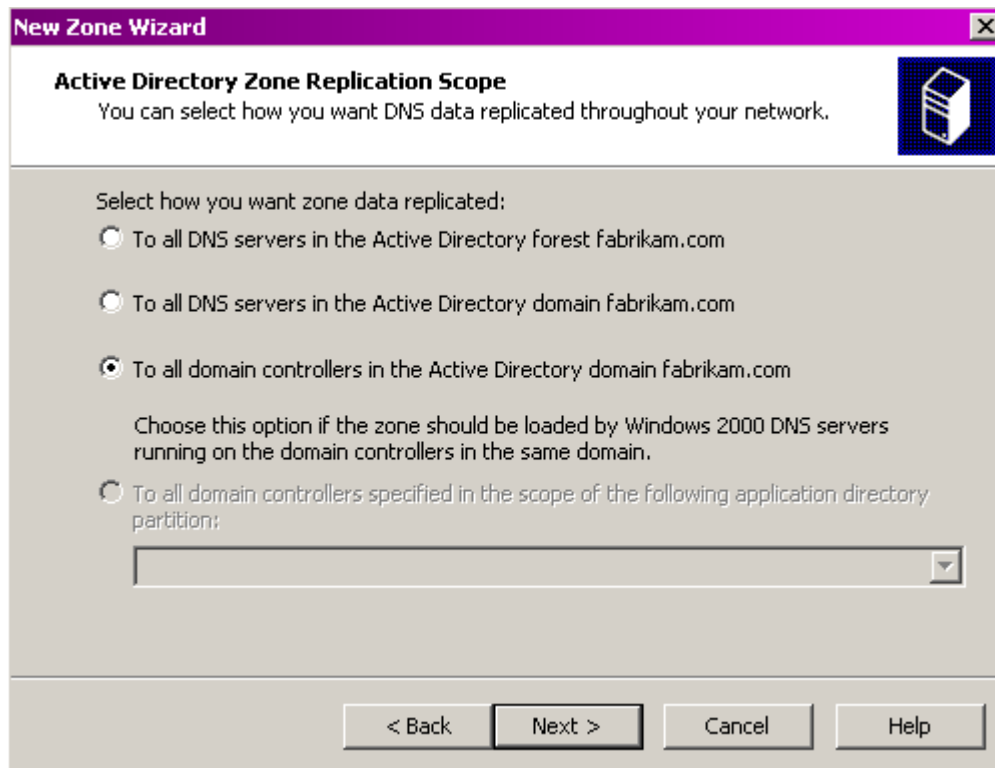 New Zone Wizard
Active Directory Zone Replication Scope
You can select how you want DNS data replicated throughout your network.
Select how you want zone data replicated:
To all DNS servers in the Active Directory forest fabrikam.com
To all DNS servers in the Active Directory domain fabrikam.com
To all domain controllers in the Active Directory domain fabrikam.com
Choose this option if the zone should be loaded by Windows 2000 DNS servers
running on the domain controllers in the same domain.
To all domain controllers specified in the scope of the following application directory
partition:
< Back Next > Cancel Help